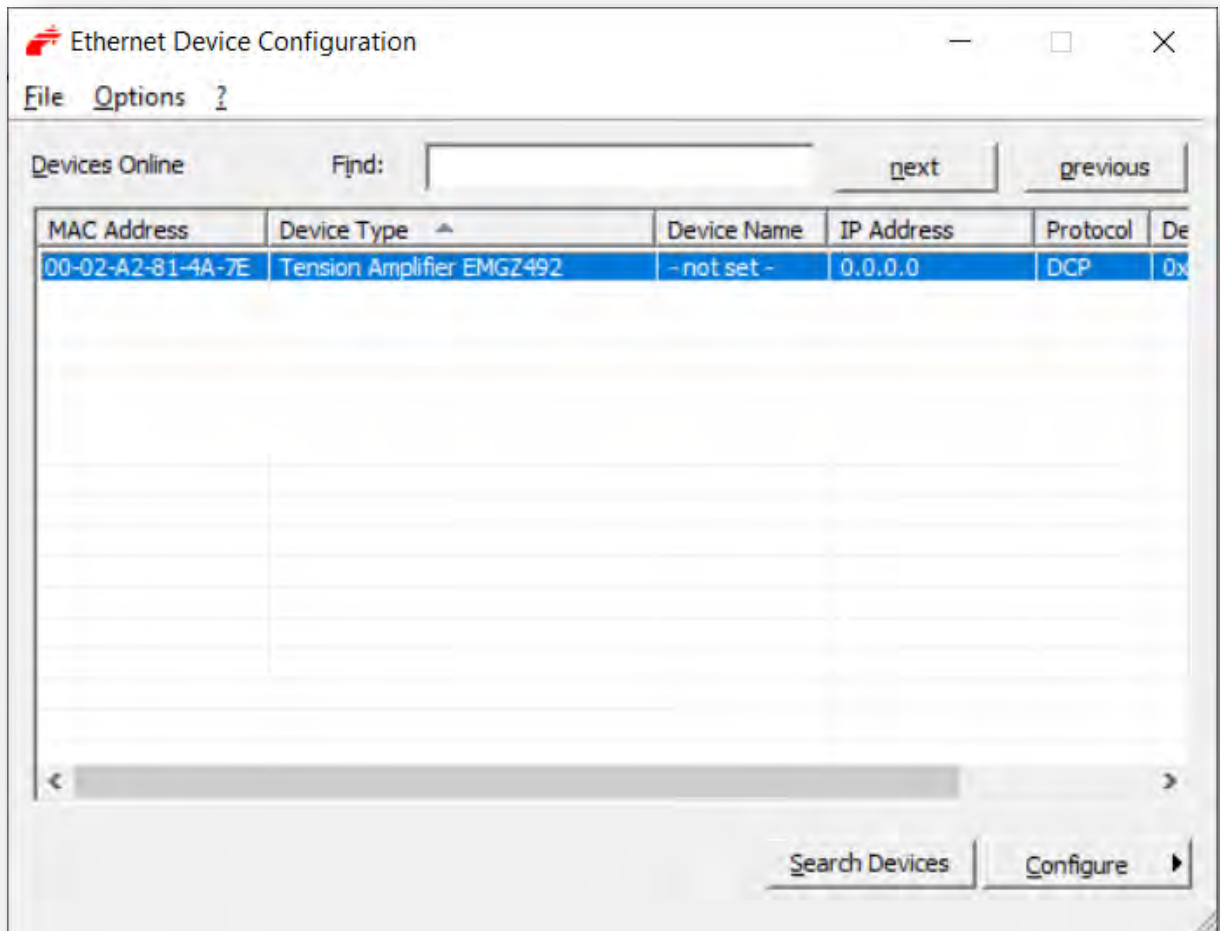 Ethernet Device Configuration
File Options ?
Devices Online Find: next previous
MAC Address Device Type Device Name IP Address Protocol De
00-02-A2-81-4A-7E Tension Amplifier EMGZ492 - not set - 0.0.0.0 DCP 0x
Search Devices Configure